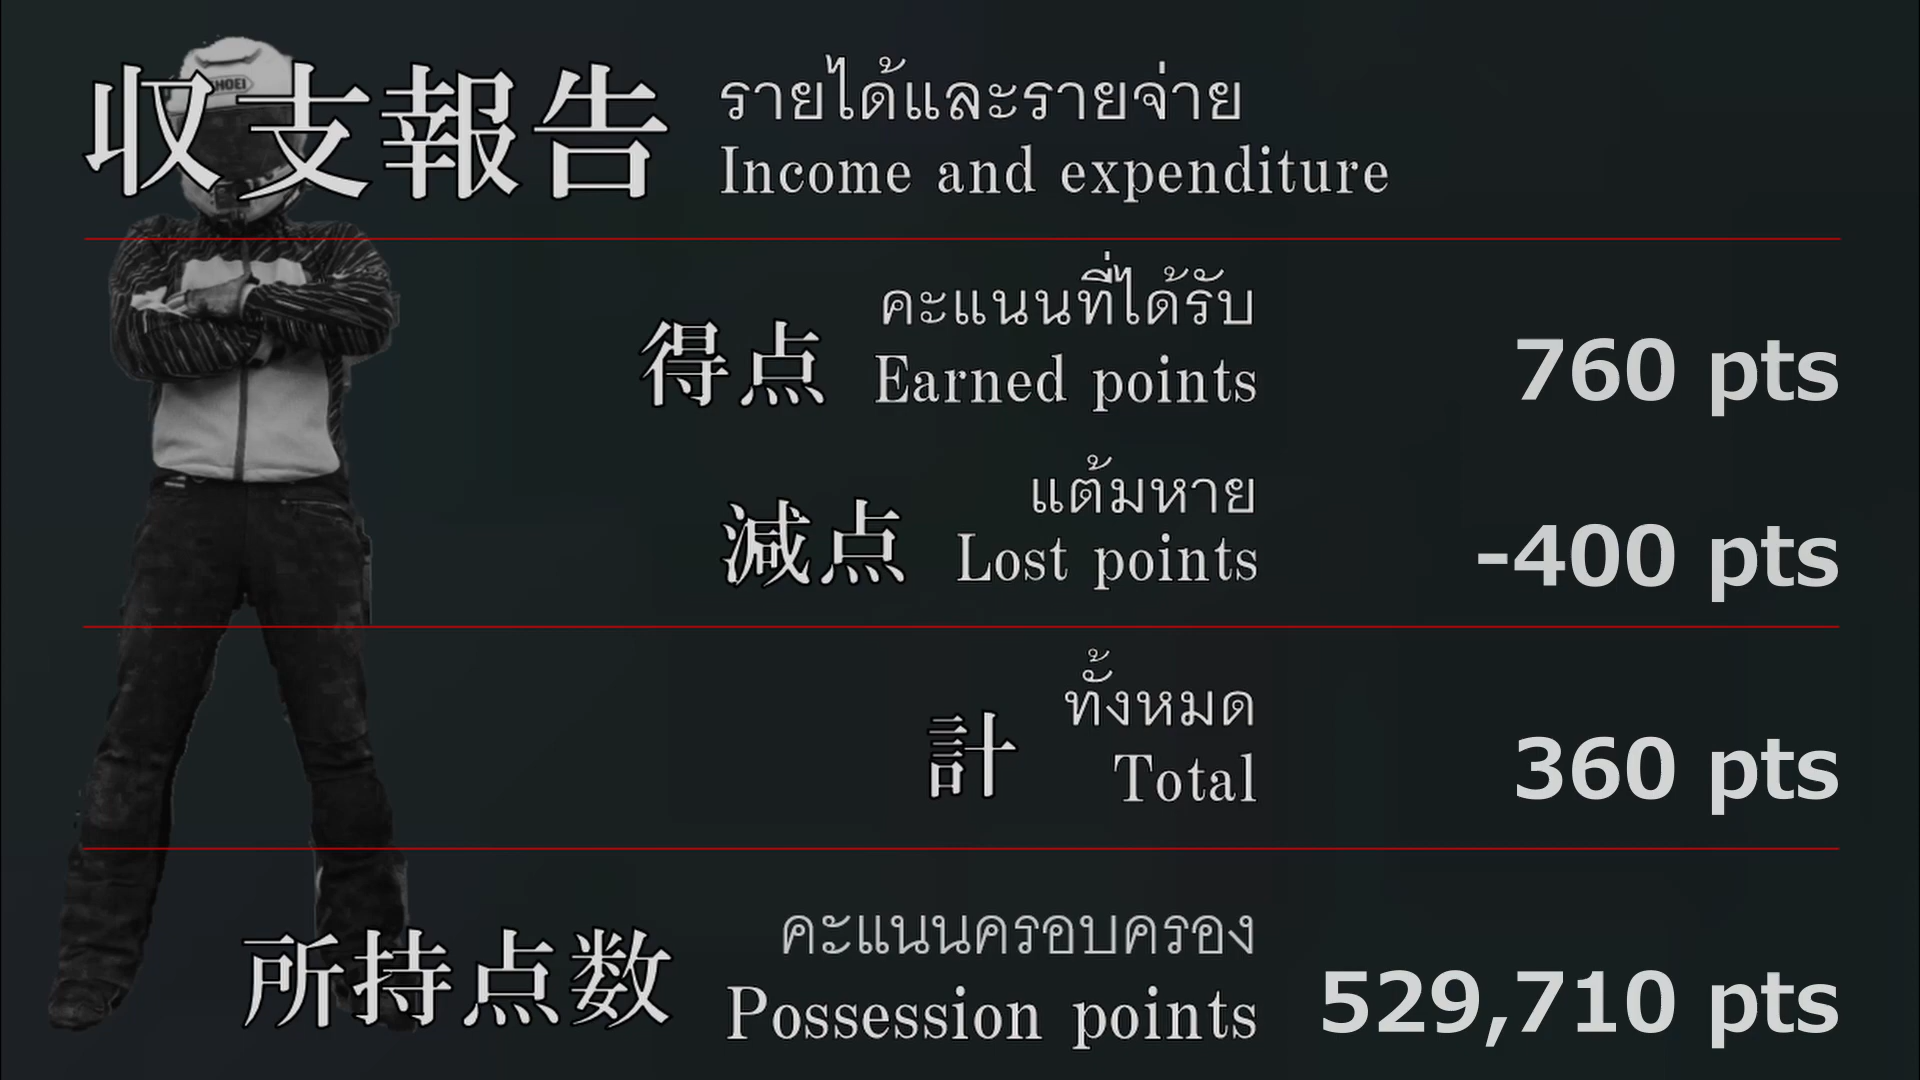 収支報告
รายได้และรายจ่าย
Income and expenditure
SHOEI
得点
คะแนนที่ได้รับ
Earned points
760 pts
減点
แต้มหาย
Lost points
-400 pts
計
ทั้งหมด
Total
360 pts
所持点数
คะแนนครอบครอง
Possession points
529,710 pts